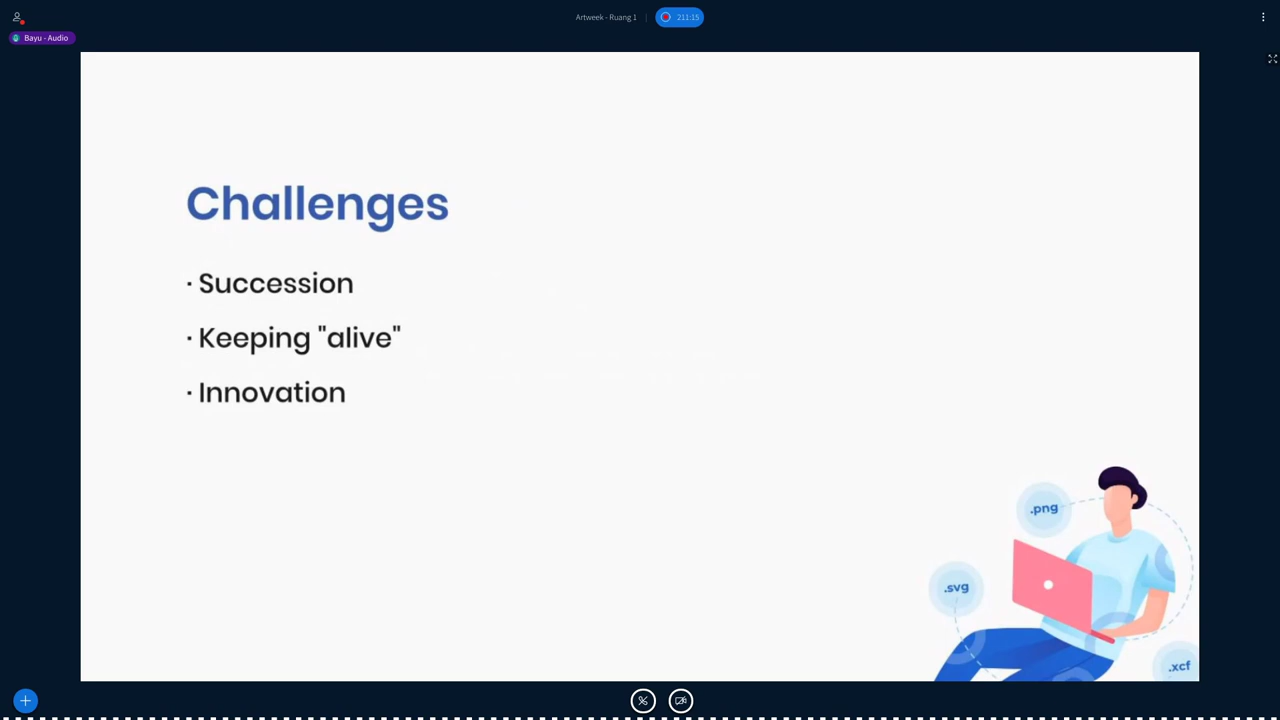 Artweek - Ruang 1
211:15
Bayu - Audio
Challenges
· Succession
· Keeping "alive"
· Innovation
.png
.svg
.xcf